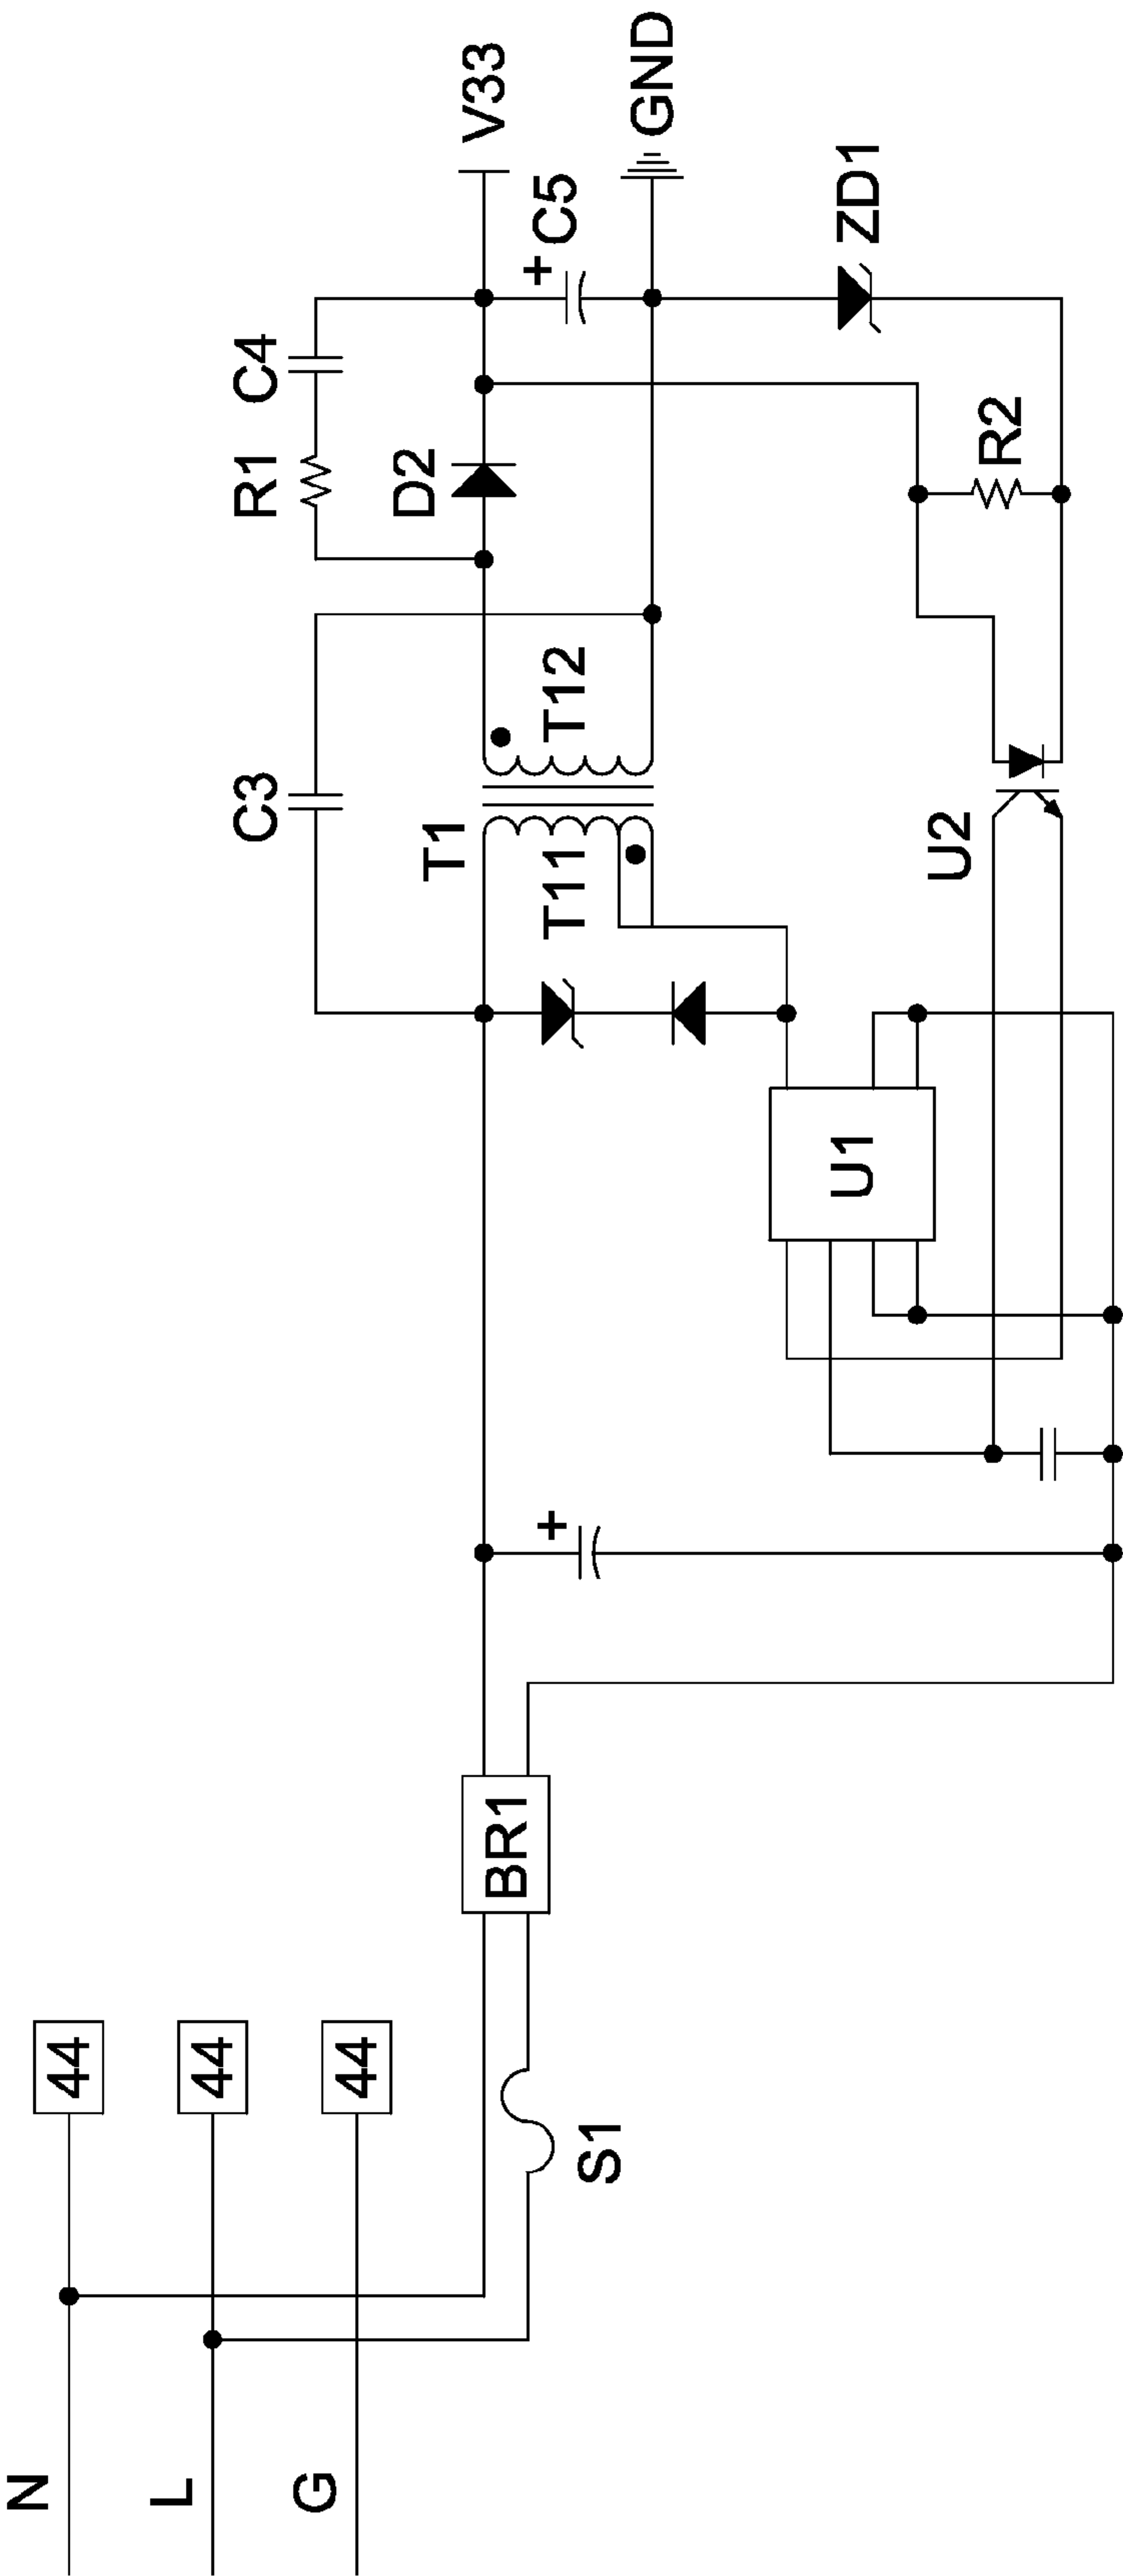 N
44
L
44
G
44
S1
BR1
+
U1
C3
T1
T11
T12
R1
C4
D2
V33
+
C5
GND
U2
R2
ZD1